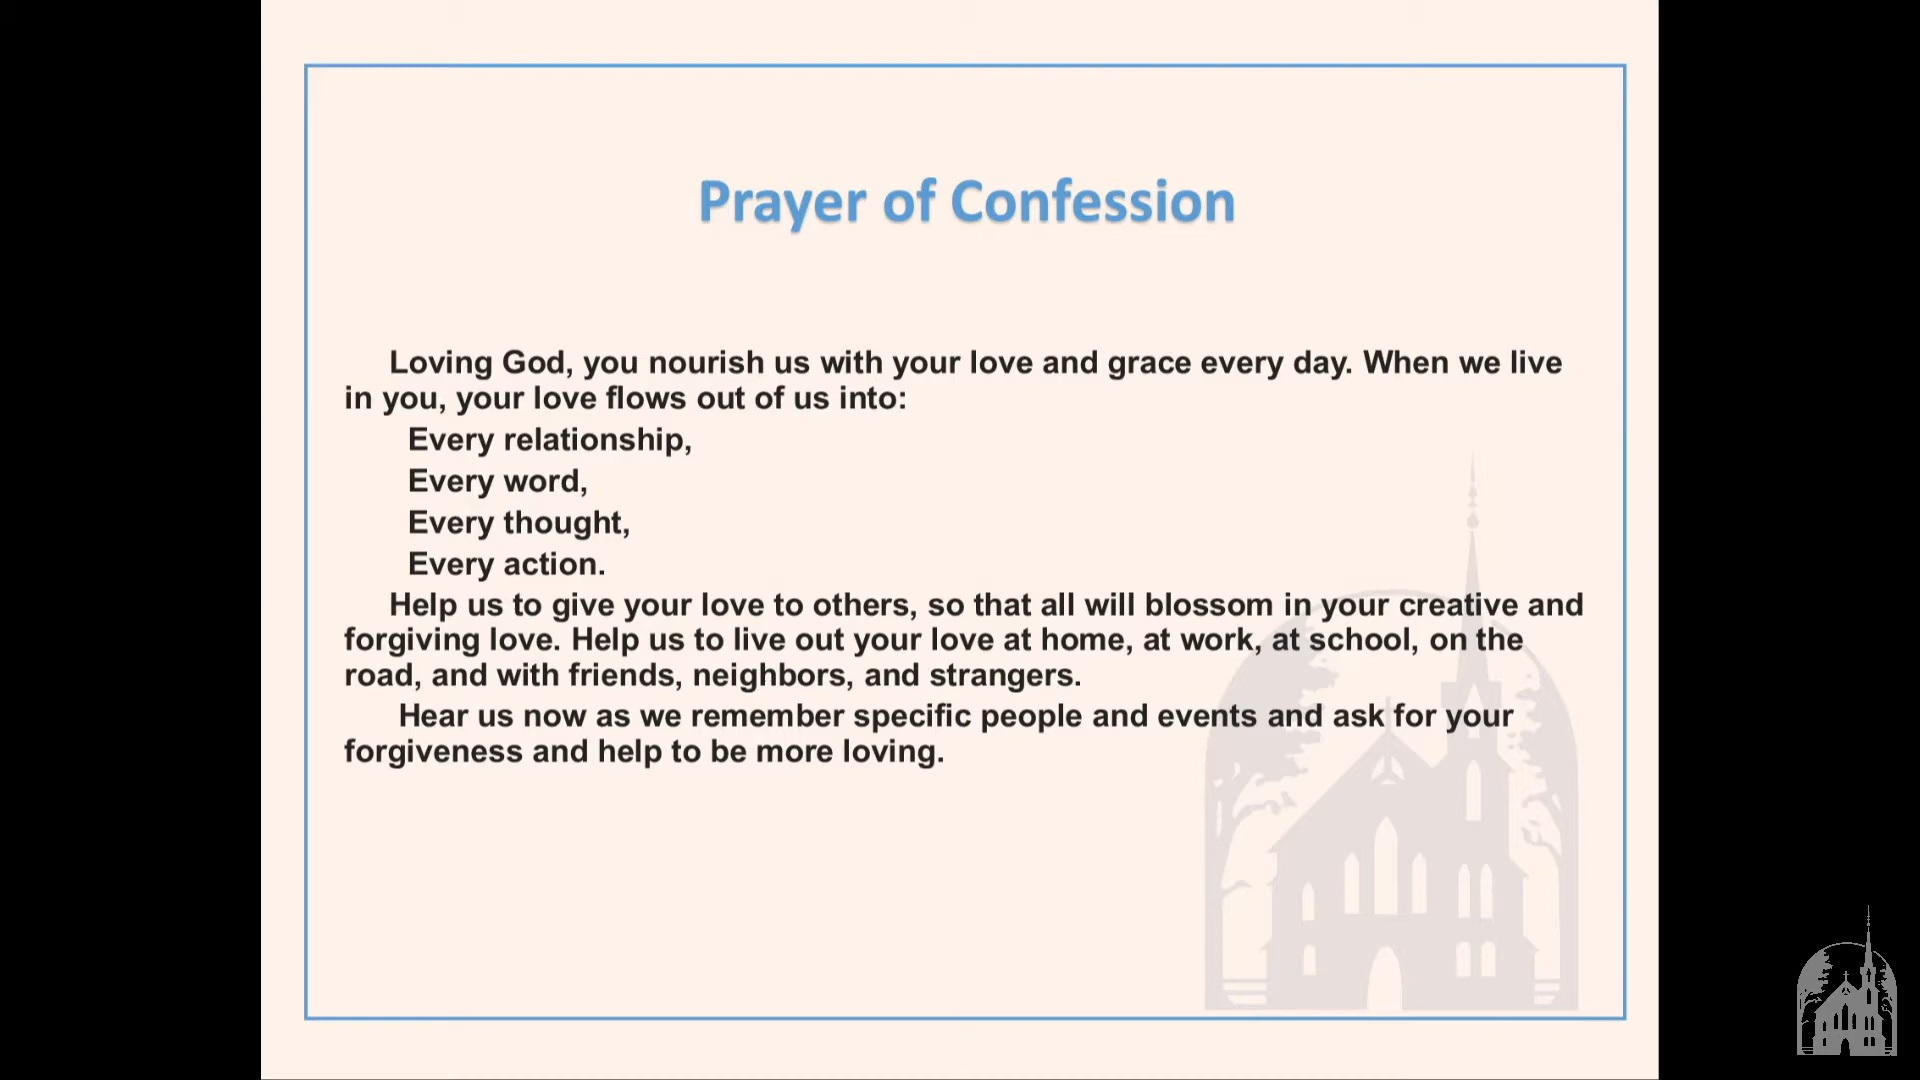 Prayer of Confession
Loving God, you nourish us with your love and grace every day. When we live
in you, your love flows out of us into:
Every relationship,
Every word,
Every thought,
Every action.
Help us to give your love to others, so that all will blossom in your creative and
forgiving love. Help us to live out your love at home, at work, at school, on the
road, and with friends, neighbors, and strangers.
Hear us now as we remember specific people and events and ask for your
forgiveness and help to be more loving.